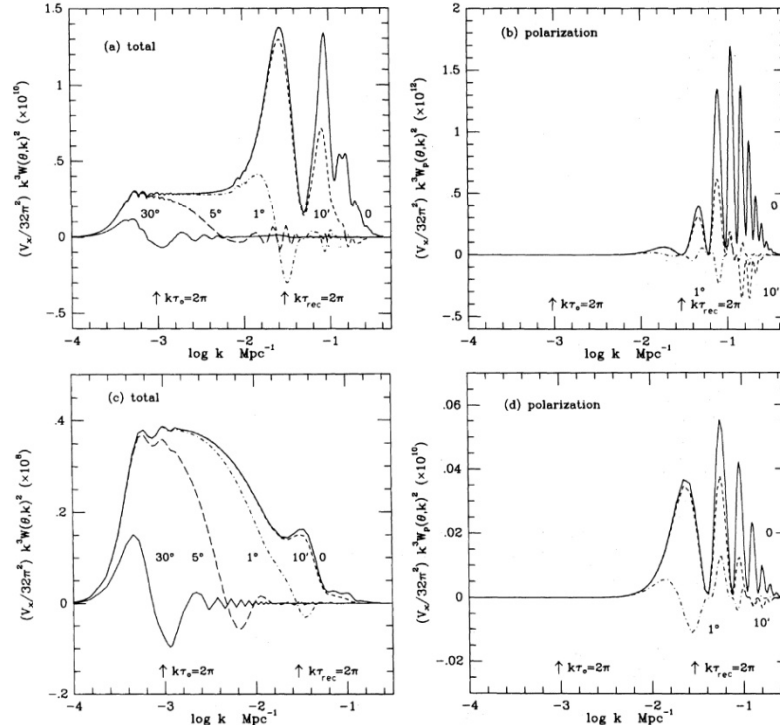 1.5
1
.5
0
-.5
(V_x/32π²) k³W(θ,k)² (×10¹⁰)
(a) total
30° 5° 1° 10' 0
↑ kτ₀=2π ↑ kτ_rec=2π
-4 -3 -2 -1
log k Mpc⁻¹
2
1.5
1
.5
0
-.5
(V_x/32π²) k³W_p(θ,k)² (×10¹²)
(b) polarization
0
1° 10'
↑ kτ₀=2π ↑ kτ_rec=2π
-4 -3 -2 -1
log k Mpc⁻¹
.4
.2
0
-.2
(V_x/32π²) k³W(θ,k)² (×10⁸)
(c) total
30° 5° 1° 10' 0
↑ kτ₀=2π ↑ kτ_rec=2π
-4 -3 -2 -1
log k Mpc⁻¹
.06
.04
.02
0
-.02
(V_x/32π²) k³W_p(θ,k)² (×10¹⁰)
(d) polarization
0
1° 10'
↑ kτ₀=2π ↑ kτ_rec=2π
-4 -3 -2 -1
log k Mpc⁻¹